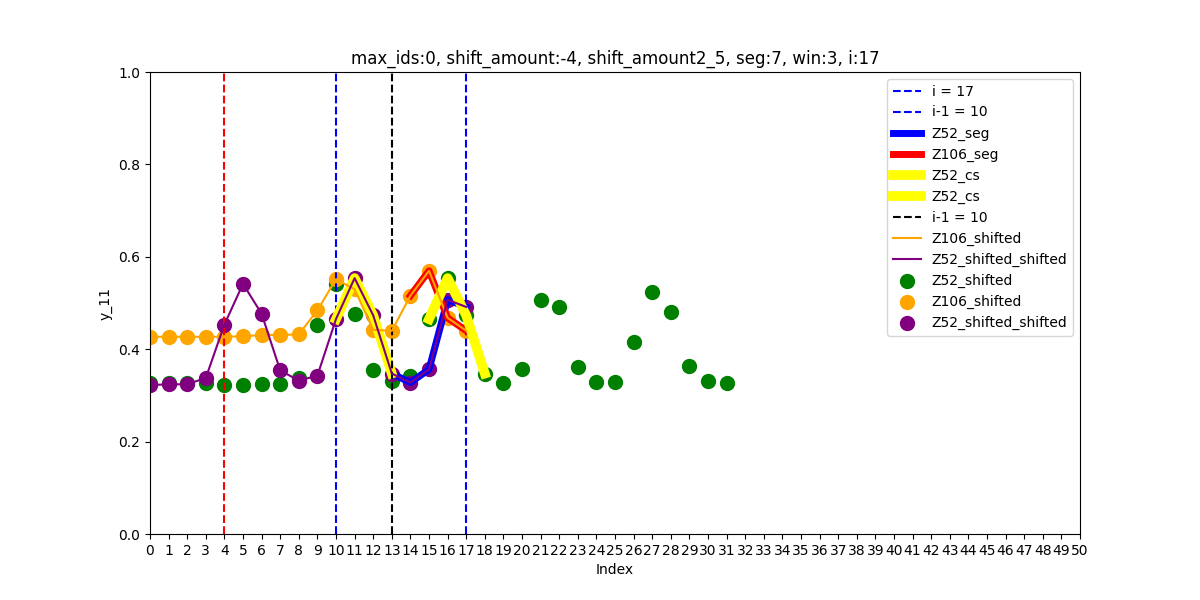 max_ids:0, shift_amount:-4, shift_amount2_5, seg:7, win:3, i:17
1.0
0.8
0.6
0.4
0.2
0.0
y_11
i = 17
i-1 = 10
Z52_seg
Z106_seg
Z52_cs
Z52_cs
i-1 = 10
Z106_shifted
Z52_shifted_shifted
Z52_shifted
Z106_shifted
Z52_shifted_shifted
0 1 2 3 4 5 6 7 8 9 10 11 12 13 14 15 16 17 18 19 20 21 22 23 24 25 26 27 28 29 30 31 32 33 34 35 36 37 38 39 40 41 42 43 44 45 46 47 48 49 50
Index